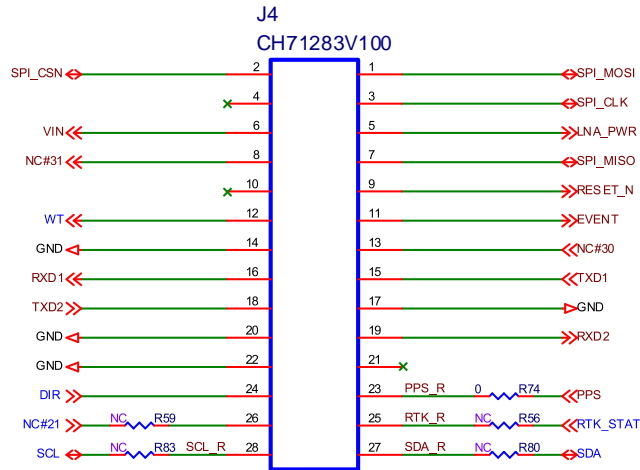 J4
CH71283V100
SPI_CSN 2 1 SPI_MOSI
4 3 SPI_CLK
VIN 6 5 LNA_PWR
NC#31 8 7 SPI_MISO
10 9 RESET_N
WT 12 11 EVENT
GND 14 13 NC#30
RXD1 16 15 TXD1
TXD2 18 17 GND
GND 20 19 RXD2
GND 22 21
DIR 24 23 PPS_R 0 R74 PPS
NC#21 NC R59 26 25 RTK_R NC R56 RTK_STAT
SCL NC R83 SCL_R 28 27 SDA_R NC R80 SDA